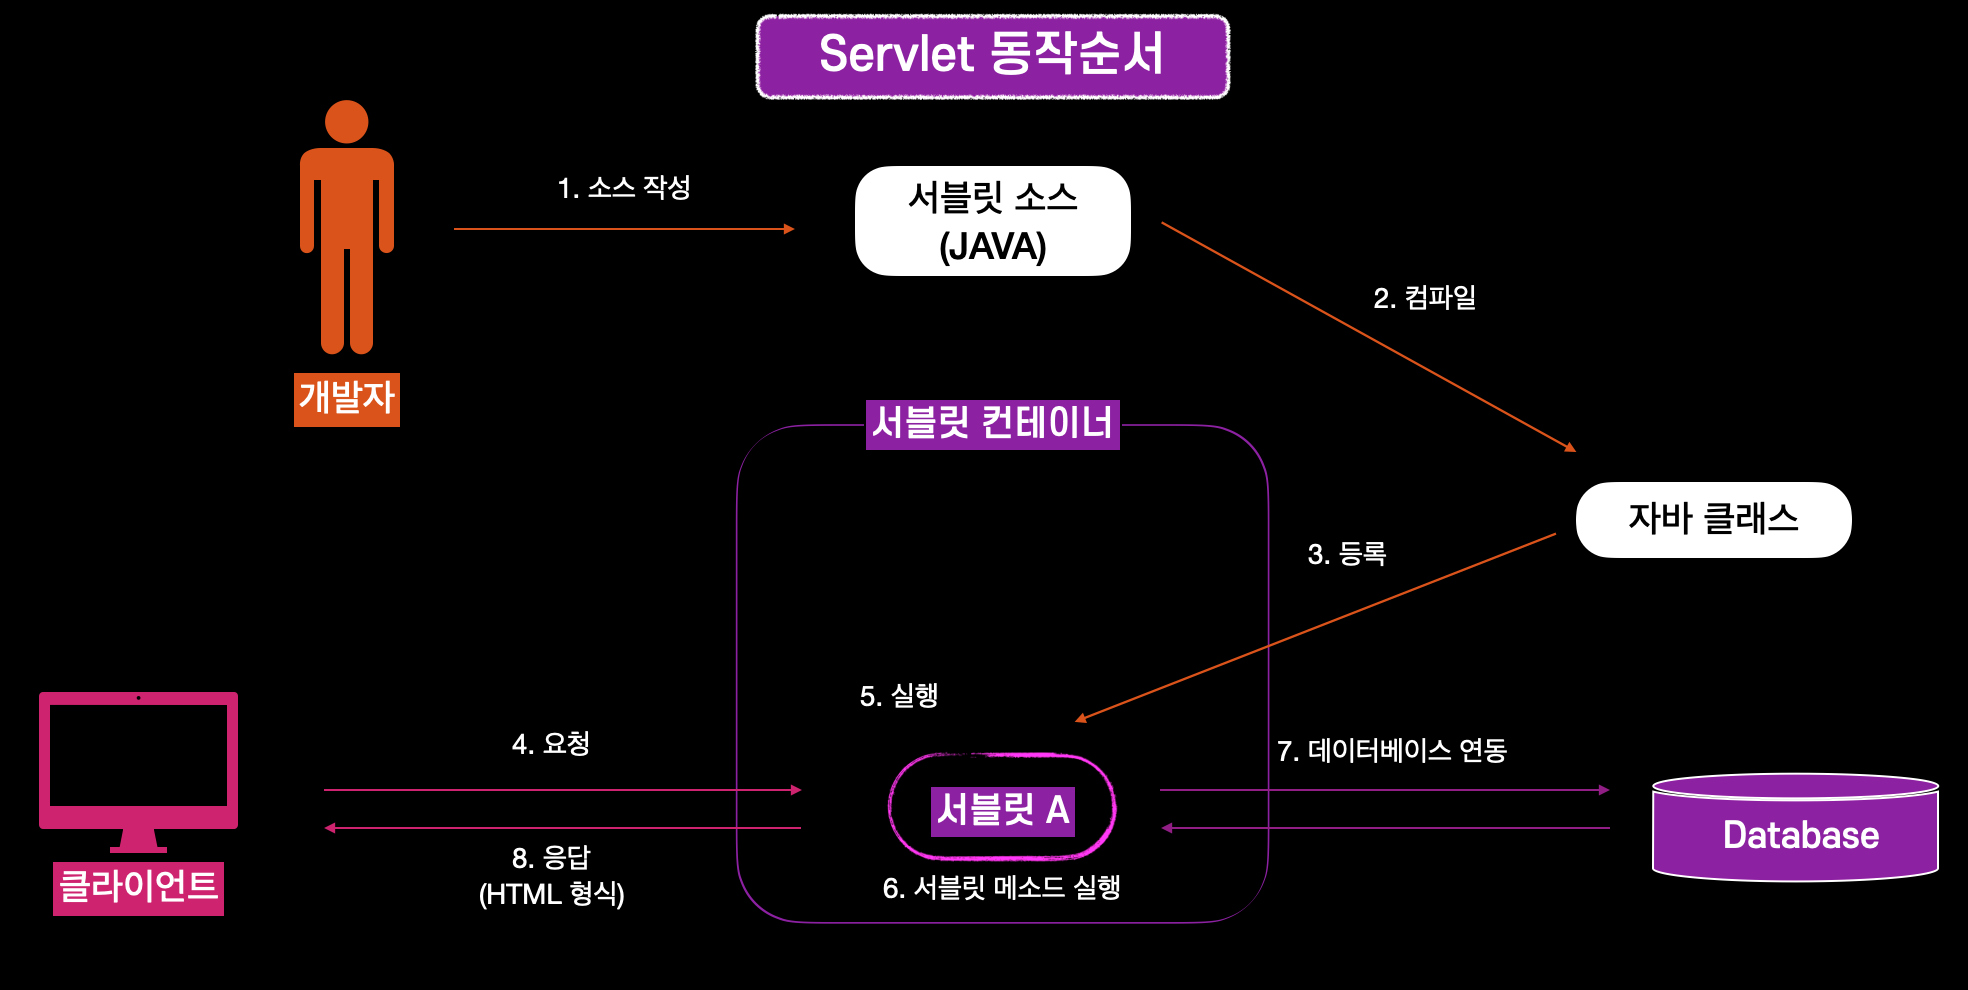 Servlet 동작순서
1. 소스 작성
서블릿 소스
(JAVA)
2. 컴파일
개발자
서블릿 컨테이너
자바 클래스
3. 등록
5. 실행
4. 요청
7. 데이터베이스 연동
서블릿 A
Database
8. 응답
(HTML 형식)
클라이언트
6. 서블릿 메소드 실행